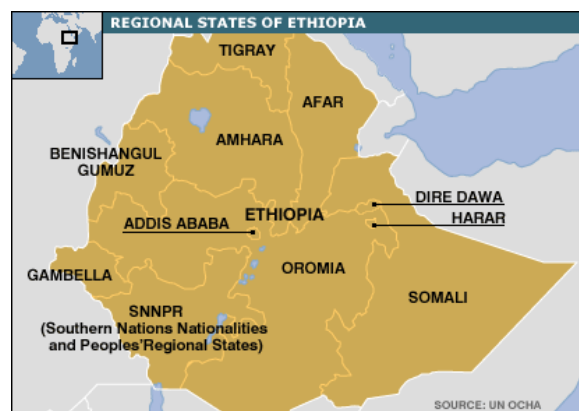 REGIONAL STATES OF ETHIOPIA
TIGRAY
AFAR
AMHARA
BENISHANGUL
GUMUZ
DIRE DAWA
ETHIOPIA
ADDIS ABABA
HARAR
GAMBELLA
OROMIA
SOMALI
SNNPR
(Southern Nations Nationalities
and Peoples'Regional States)
SOURCE: UN OCHA